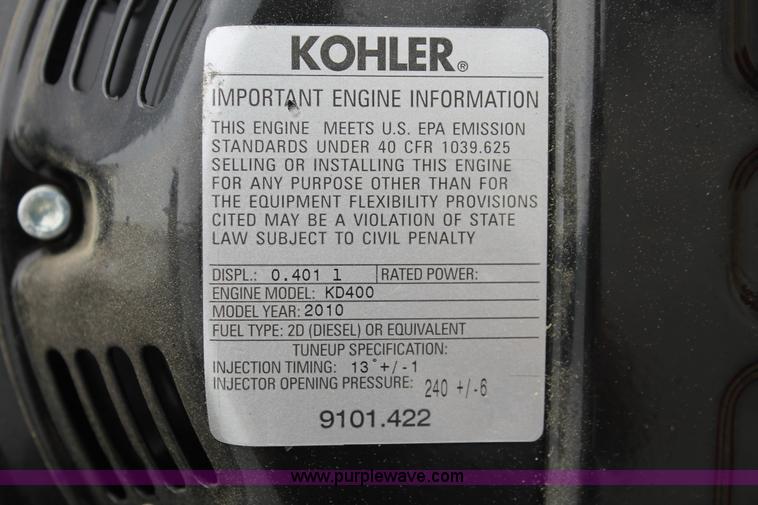 KOHLER®
IMPORTANT ENGINE INFORMATION
THIS ENGINE MEETS U.S. EPA EMISSION
STANDARDS UNDER 40 CFR 1039.625
SELLING OR INSTALLING THIS ENGINE
FOR ANY PURPOSE OTHER THAN FOR
THE EQUIPMENT FLEXIBILITY PROVISIONS
CITED MAY BE A VIOLATION OF STATE
LAW SUBJECT TO CIVIL PENALTY
DISPL.: 0.401 l RATED POWER:
ENGINE MODEL: KD400
MODEL YEAR: 2010
FUEL TYPE: 2D (DIESEL) OR EQUIVALENT
TUNEUP SPECIFICATION:
INJECTION TIMING: 13°+/-1
INJECTOR OPENING PRESSURE: 240 +/-6
9101.422
www.purplewave.com